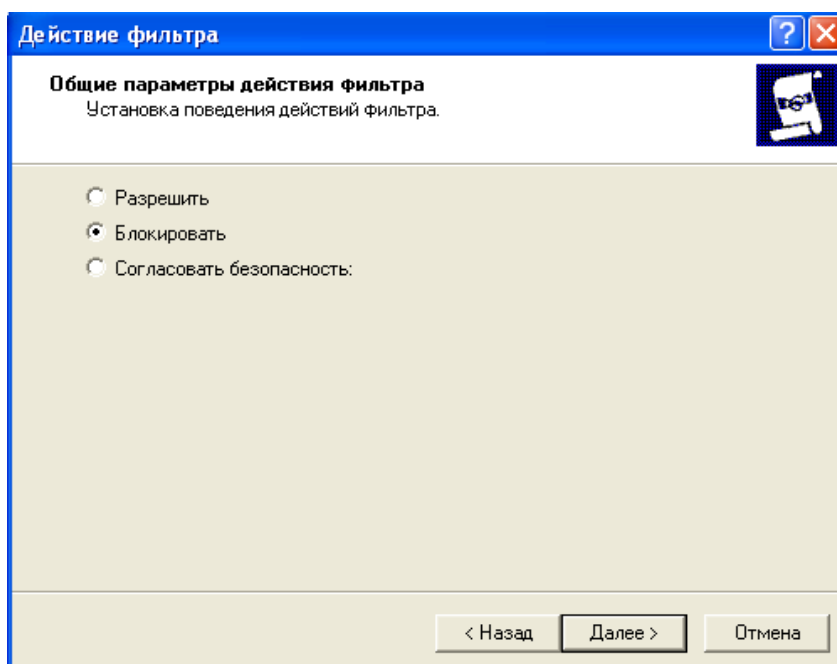 Действие фильтра
Общие параметры действия фильтра
Установка поведения действий фильтра.
Разрешить
Блокировать
Согласовать безопасность:
< Назад
Далее >
Отмена